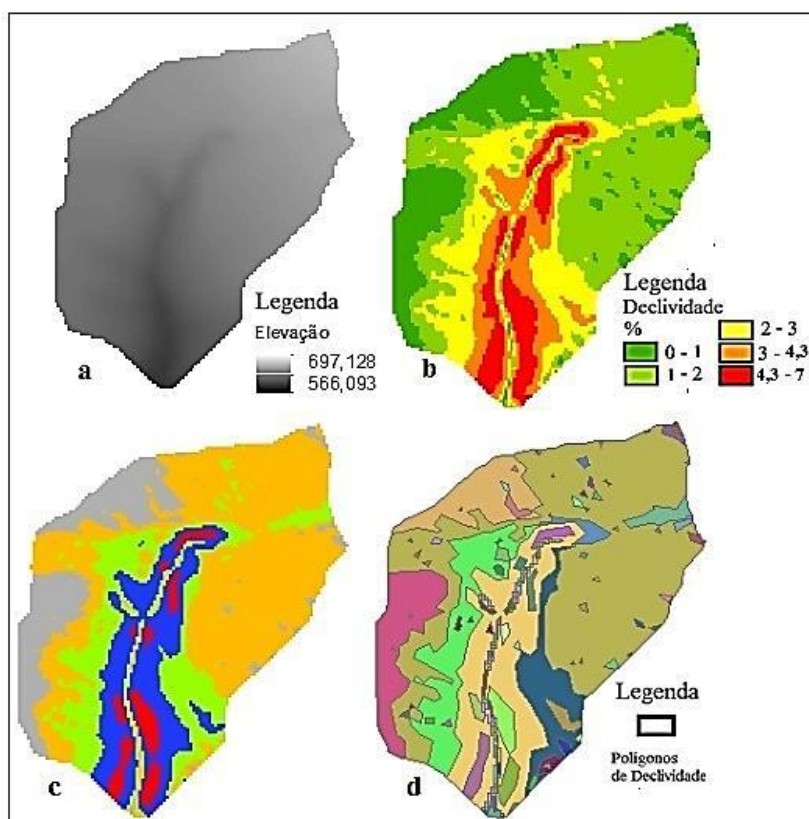 Legenda
Elevação
697,128
566,093
a
Legenda
Declividade
%
0 - 1
1 - 2
2 - 3
3 - 4,3
4,3 - 7
b
c
Legenda
Polígonos
de Declividade
d